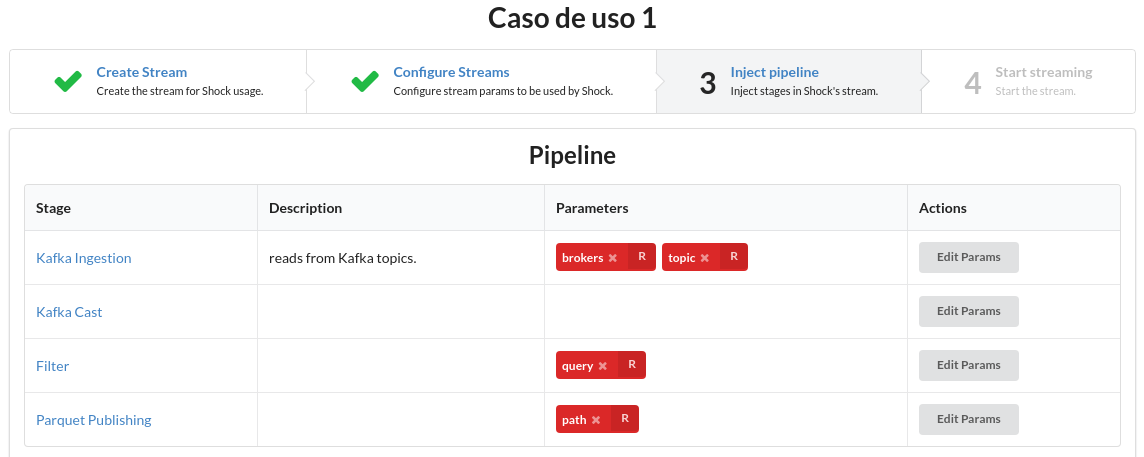 Caso de uso 1
Create Stream
Create the stream for Shock usage.
Configure Streams
Configure stream params to be used by Shock.
3
Inject pipeline
Inject stages in Shock's stream.
4
Start streaming
Start the stream.
Pipeline
Stage Description Parameters Actions
Kafka Ingestion reads from Kafka topics. brokers R topic R Edit Params
Kafka Cast Edit Params
Filter query R Edit Params
Parquet Publishing path R Edit Params